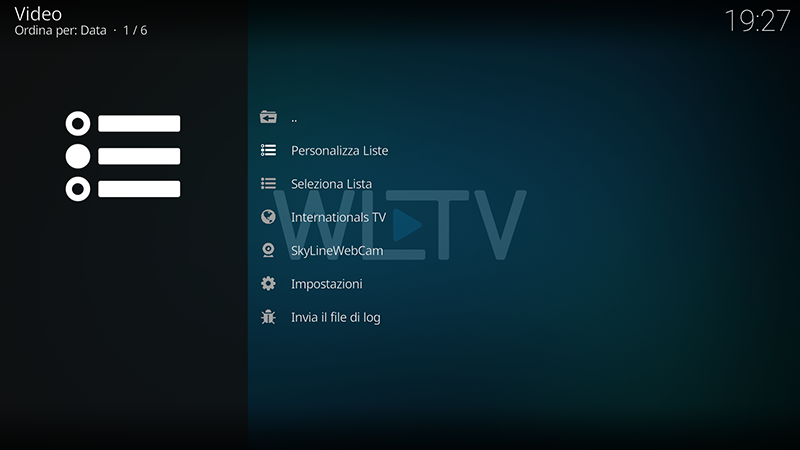 Video
Ordina per: Data · 1 / 6
19:27
..
Personalizza Liste
Seleziona Lista
Internationals TV
SkyLineWebCam
Impostazioni
Invia il file di log
WLTV